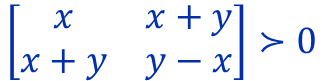 [ x x + y
x + y y − x ] ≻ 0